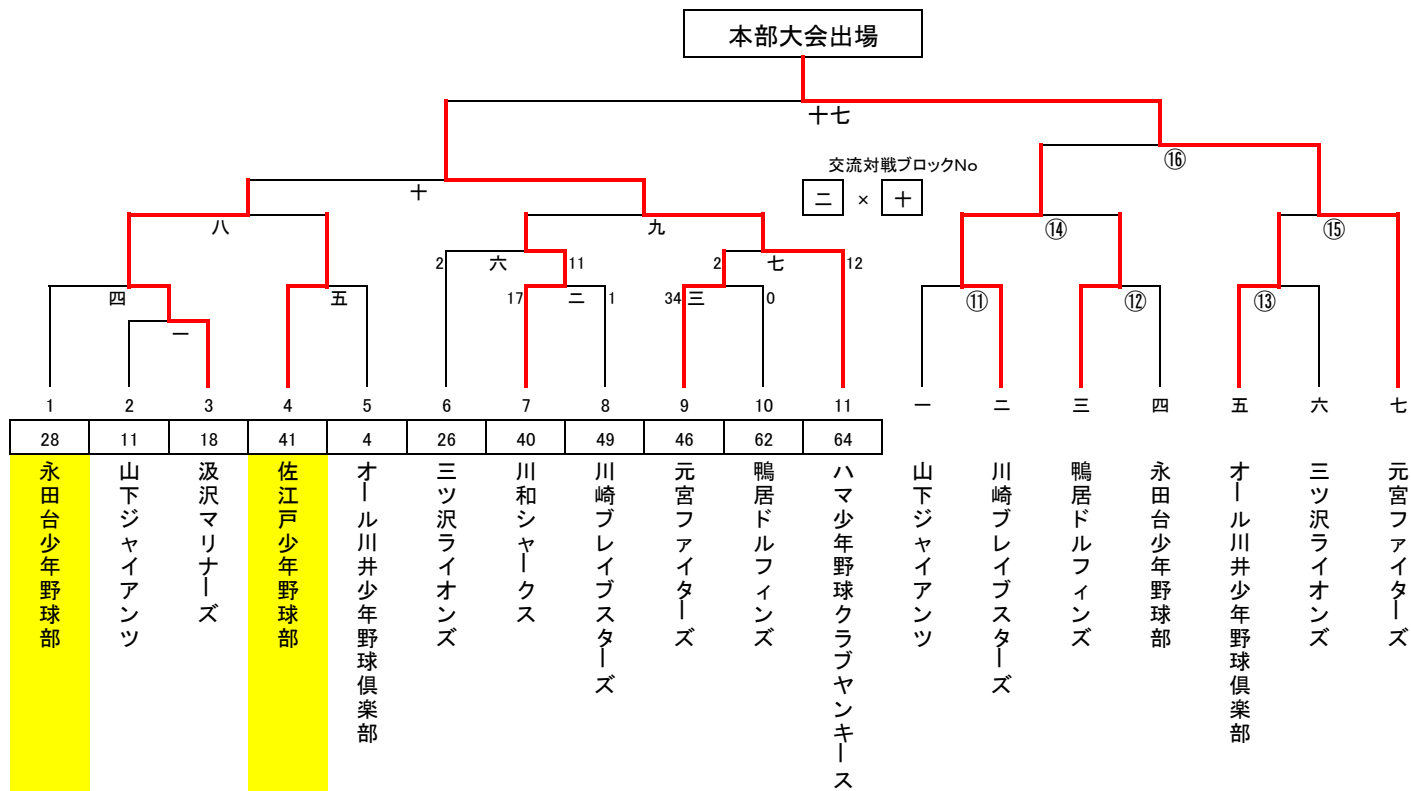 本部大会出場
十七
⑯
交流対戦ブロックNo
二 × 十
十
八
九
⑭
⑮
2 六 11
2 七 12
四
五
17 二 1
34 三 0
⑪
⑫
⑬
一
1 2 3 4 5 6 7 8 9 10 11 一 二 三 四 五 六 七
28 11 18 41 4 26 40 49 46 62 64
永田台少年野球部
山下ジャイアンツ
汲沢マリナーズ
佐江戸少年野球部
オール川井少年野球倶楽部
三ツ沢ライオンズ
川和シャークス
川崎ブレイブスターズ
元宮ファイターズ
鴨居ドルフィンズ
ハマ少年野球クラブヤンキース
山下ジャイアンツ
川崎ブレイブスターズ
鴨居ドルフィンズ
永田台少年野球部
オール川井少年野球倶楽部
三ツ沢ライオンズ
元宮ファイターズ